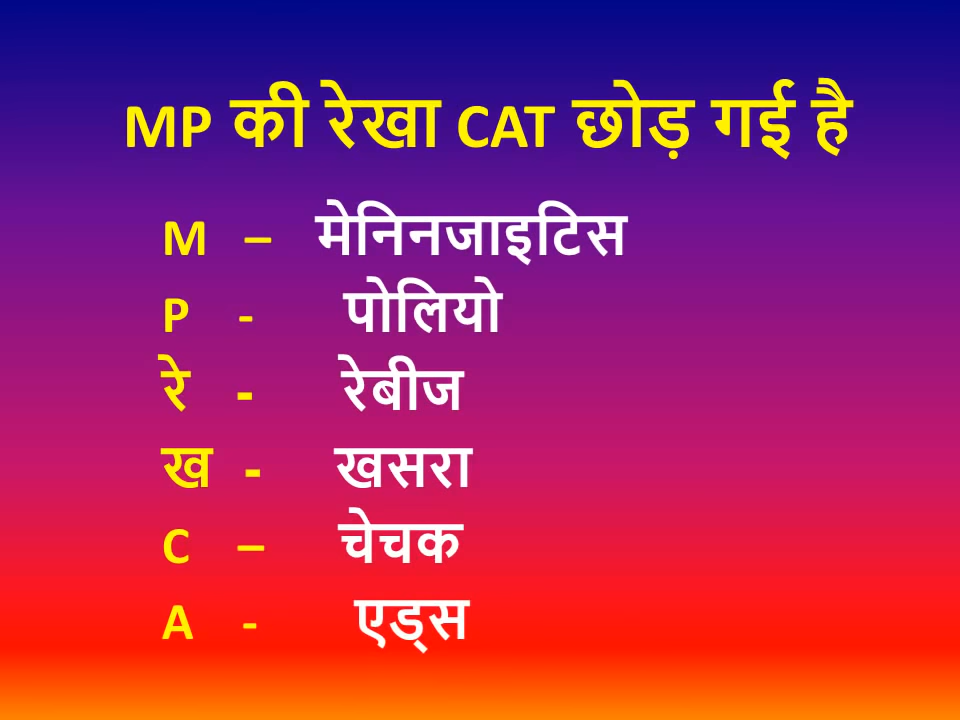 MP की रेखा CAT छोड़ गई है
M – मेनिनजाइटिस
P - पोलियो
रे - रेबीज
ख - खसरा
C – चेचक
A - एड्स